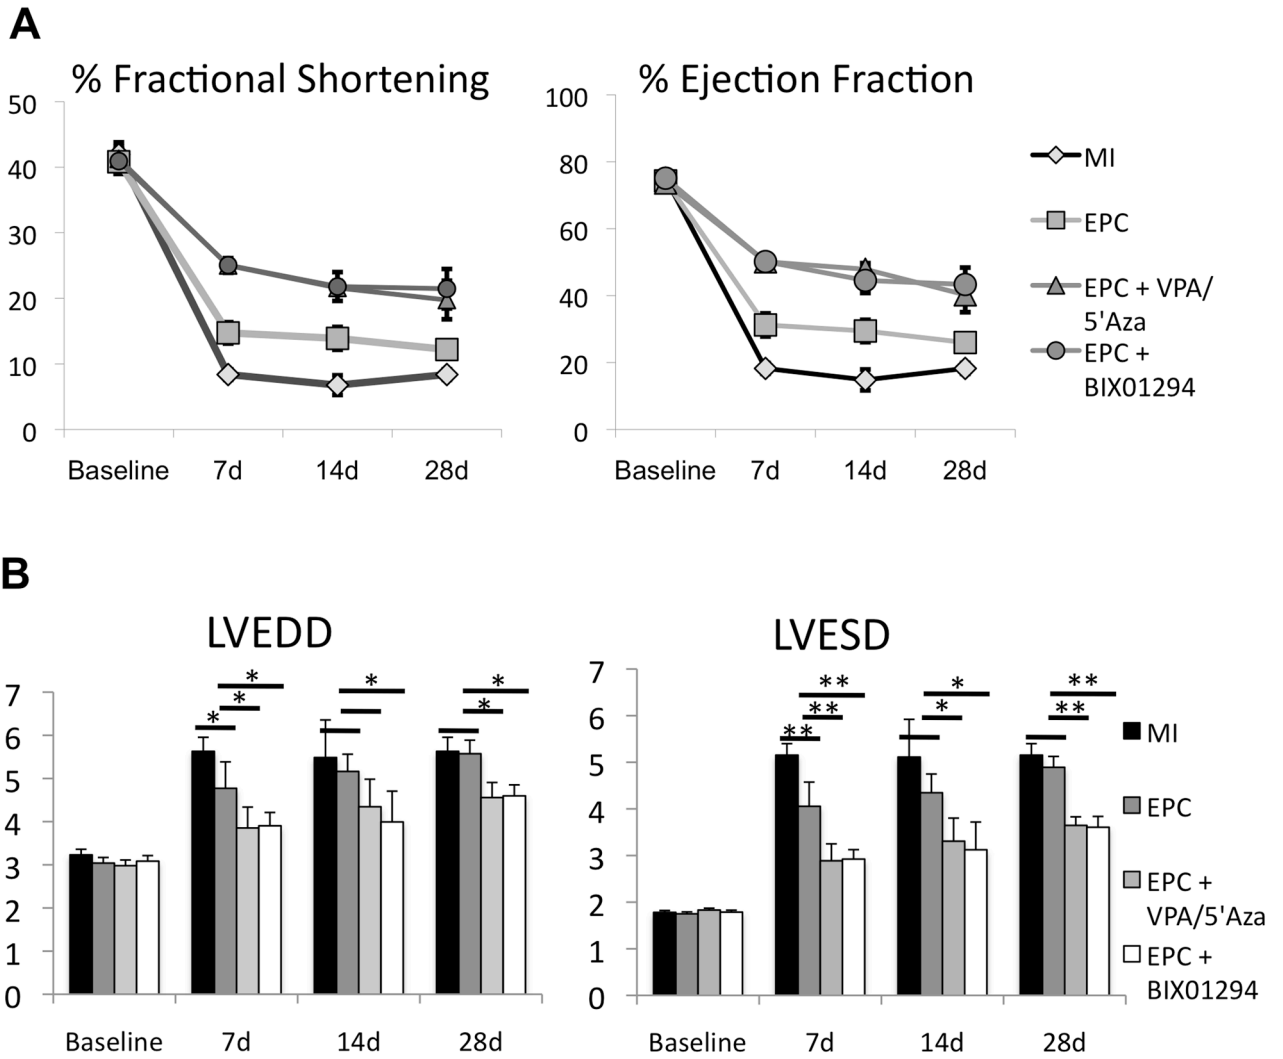 A
% Fractional Shortening
% Ejection Fraction
50
40
30
20
10
0
Baseline 7d 14d 28d
100
80
60
40
20
0
Baseline 7d 14d 28d
MI
EPC
EPC + VPA/
5'Aza
EPC +
BIX01294
B
LVEDD
LVESD
7
6
5
4
3
2
1
0
* * *
*
* *
Baseline 7d 14d 28d
7
6
5
4
3
2
1
0
** ** **
* *
** **
Baseline 7d 14d 28d
MI
EPC
EPC +
VPA/5'Aza
EPC +
BIX01294